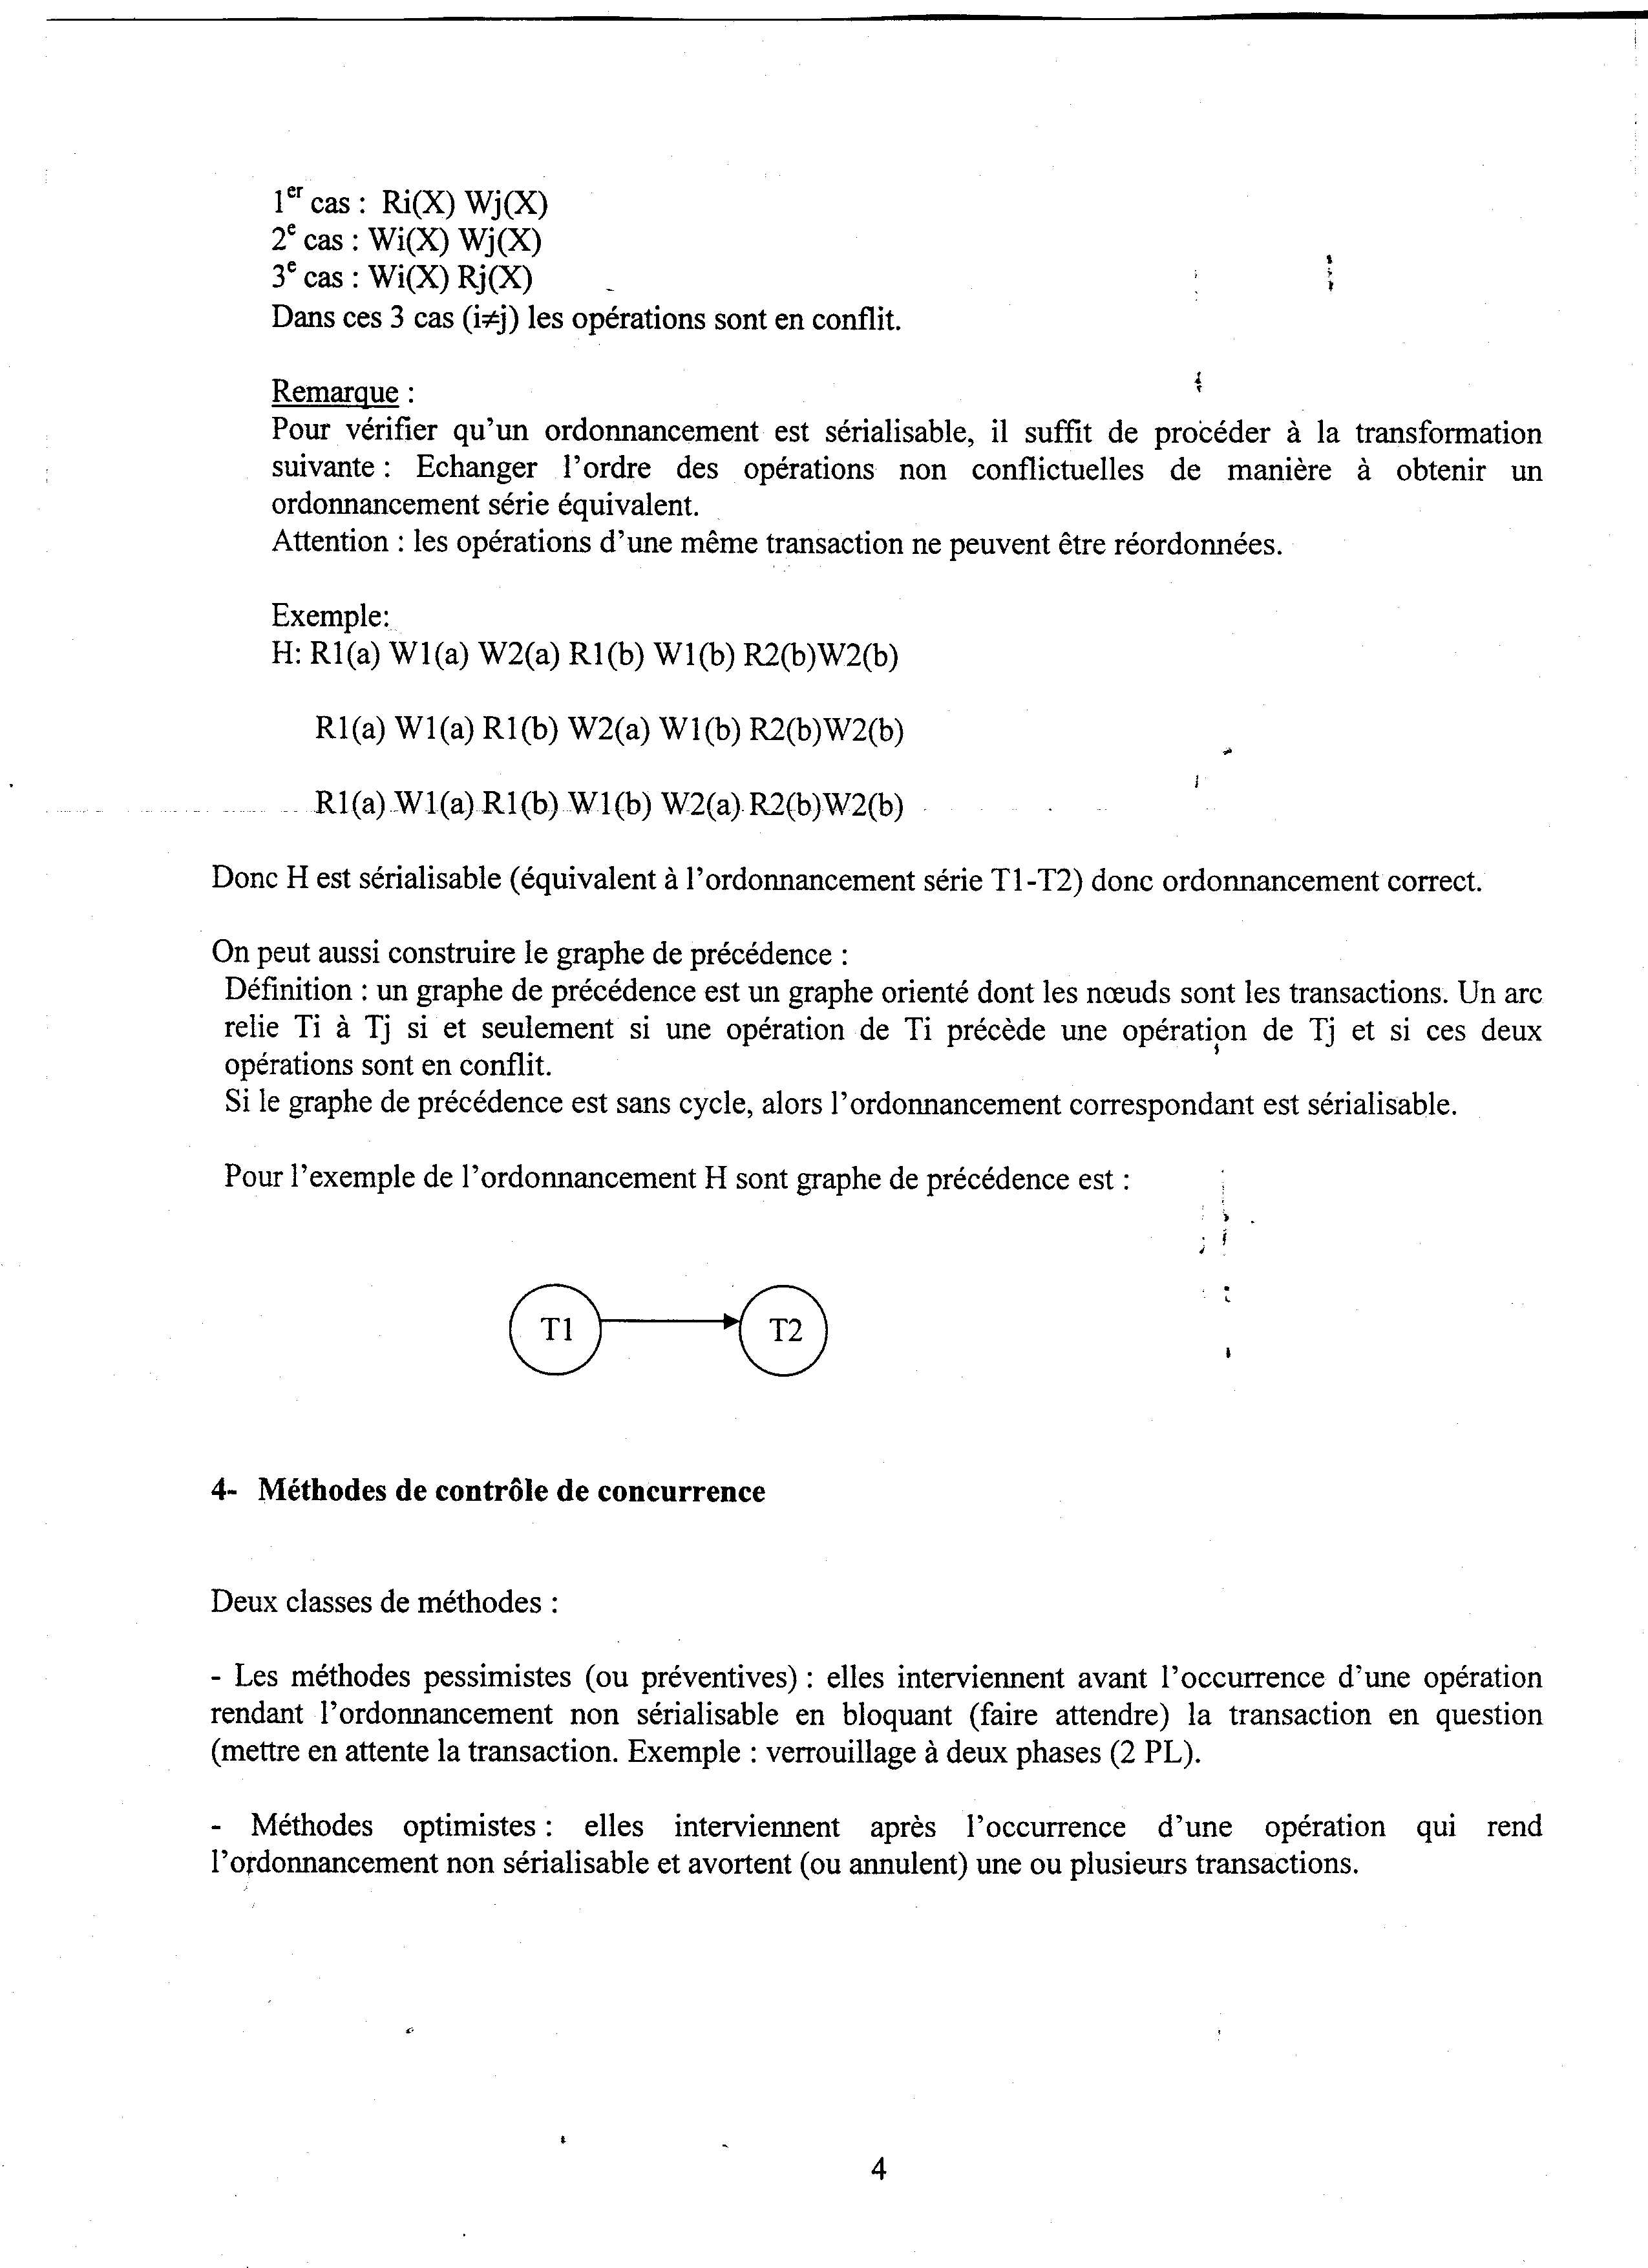 1er cas : Ri(X) Wj(X)
2e cas : Wi(X) Wj(X)
3e cas : Wi(X) Rj(X)
Dans ces 3 cas (i≠j) les opérations sont en conflit.
Remarque :
Pour vérifier qu'un ordonnancement est sérialisable, il suffit de procéder à la transformation
suivante : Echanger l'ordre des opérations non conflictuelles de manière à obtenir un
ordonnancement série équivalent.
Attention : les opérations d'une même transaction ne peuvent être réordonnées.
Exemple:
H: R1(a) W1(a) W2(a) R1(b) W1(b) R2(b)W2(b)
R1(a) W1(a) R1(b) W2(a) W1(b) R2(b)W2(b)
R1(a) W1(a) R1(b) W1(b) W2(a) R2(b)W2(b)
Donc H est sérialisable (équivalent à l'ordonnancement série T1-T2) donc ordonnancement correct.
On peut aussi construire le graphe de précédence :
Définition : un graphe de précédence est un graphe orienté dont les nœuds sont les transactions. Un arc
relie Ti à Tj si et seulement si une opération de Ti précède une opération de Tj et si ces deux
opérations sont en conflit.
Si le graphe de précédence est sans cycle, alors l'ordonnancement correspondant est sérialisable.
Pour l'exemple de l'ordonnancement H sont graphe de précédence est :
T1 T2
4- Méthodes de contrôle de concurrence
Deux classes de méthodes :
- Les méthodes pessimistes (ou préventives) : elles interviennent avant l'occurrence d'une opération
rendant l'ordonnancement non sérialisable en bloquant (faire attendre) la transaction en question
(mettre en attente la transaction. Exemple : verrouillage à deux phases (2 PL).
- Méthodes optimistes : elles interviennent après l'occurrence d'une opération qui rend
l'ordonnancement non sérialisable et avortent (ou annulent) une ou plusieurs transactions.
4